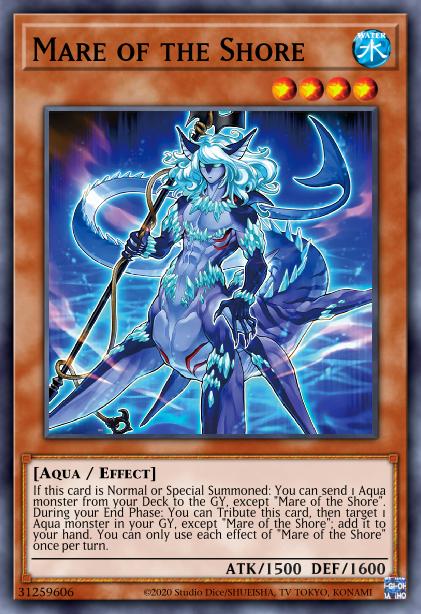 Mare of the Shore
WATER
水
[Aqua / Effect]
If this card is Normal or Special Summoned: You can send 1 Aqua
monster from your Deck to the GY, except "Mare of the Shore".
During your End Phase: You can Tribute this card, then target 1
Aqua monster in your GY, except "Mare of the Shore"; add it to
your hand. You can only use each effect of "Mare of the Shore"
once per turn.
ATK/1500 DEF/1600
31259606
©2020 Studio Dice/SHUEISHA, TV TOKYO, KONAMI